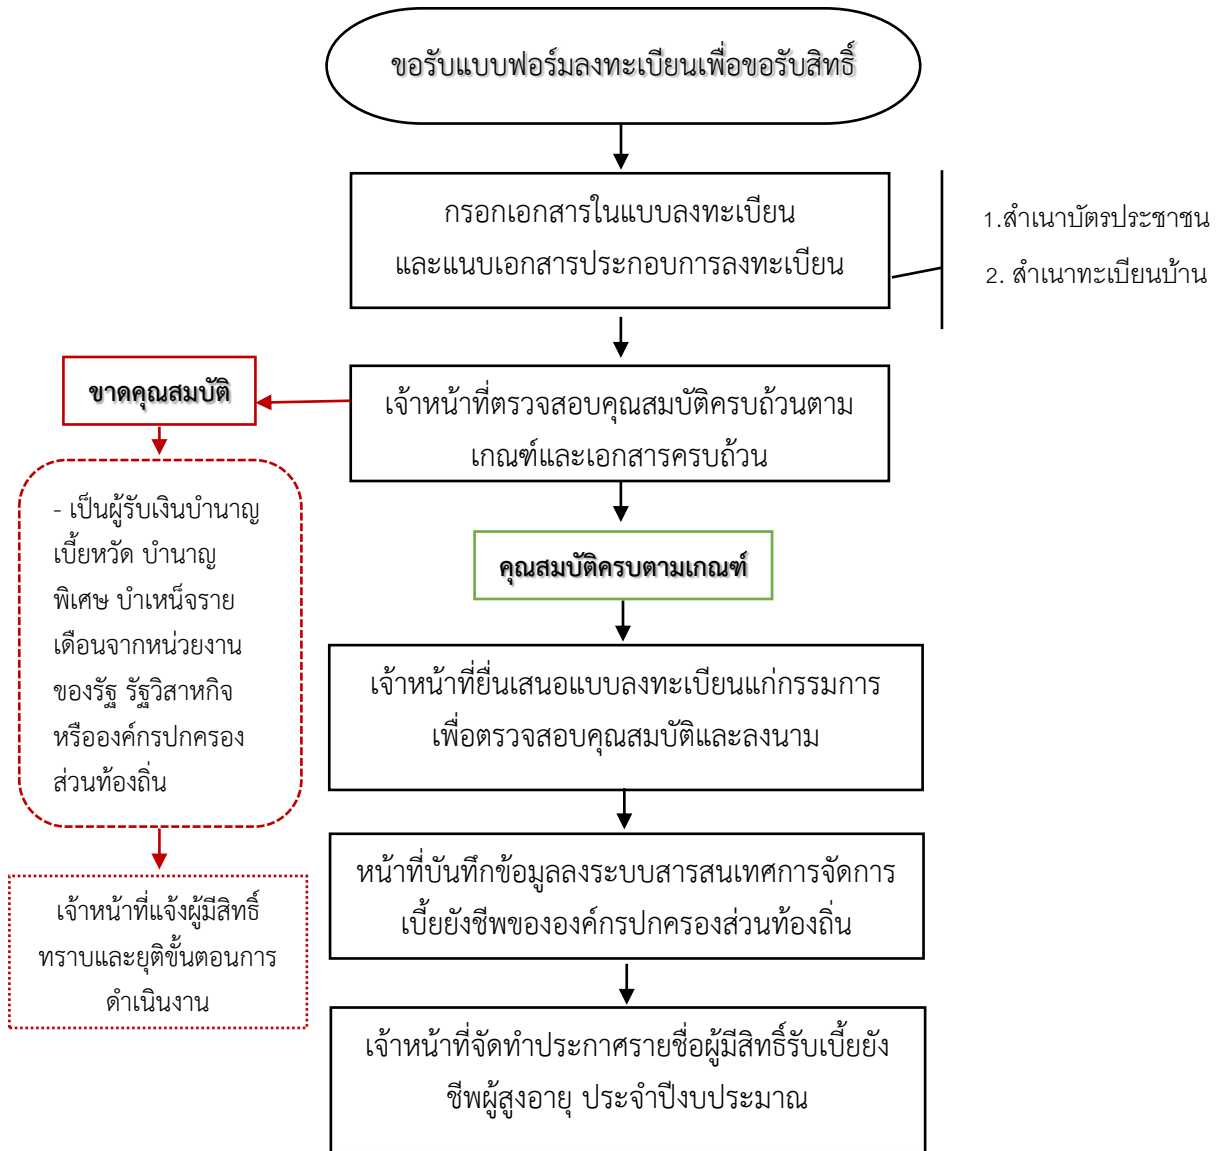 ขอรับแบบฟอร์มลงทะเบียนเพื่อขอรับสิทธิ์
กรอกเอกสารในแบบลงทะเบียน
และแนบเอกสารประกอบการลงทะเบียน
1.สำเนาบัตรประชาชน
2. สำเนาทะเบียนบ้าน
เจ้าหน้าที่ตรวจสอบคุณสมบัติครบถ้วนตาม
เกณฑ์และเอกสารครบถ้วน
ขาดคุณสมบัติ
- เป็นผู้รับเงินบำนาญ
เบี้ยหวัด บำนาญ
พิเศษ บำเหน็จราย
เดือนจากหน่วยงาน
ของรัฐ รัฐวิสาหกิจ
หรือองค์กรปกครอง
ส่วนท้องถิ่น
เจ้าหน้าที่แจ้งผู้มีสิทธิ์
ทราบและยุติขั้นตอนการ
ดำเนินงาน
คุณสมบัติครบตามเกณฑ์
เจ้าหน้าที่ยื่นเสนอแบบลงทะเบียนแก่กรรมการ
เพื่อตรวจสอบคุณสมบัติและลงนาม
หน้าที่บันทึกข้อมูลลงระบบสารสนเทศการจัดการ
เบี้ยยังชีพขององค์กรปกครองส่วนท้องถิ่น
เจ้าหน้าที่จัดทำประกาศรายชื่อผู้มีสิทธิ์รับเบี้ยยัง
ชีพผู้สูงอายุ ประจำปีงบประมาณ